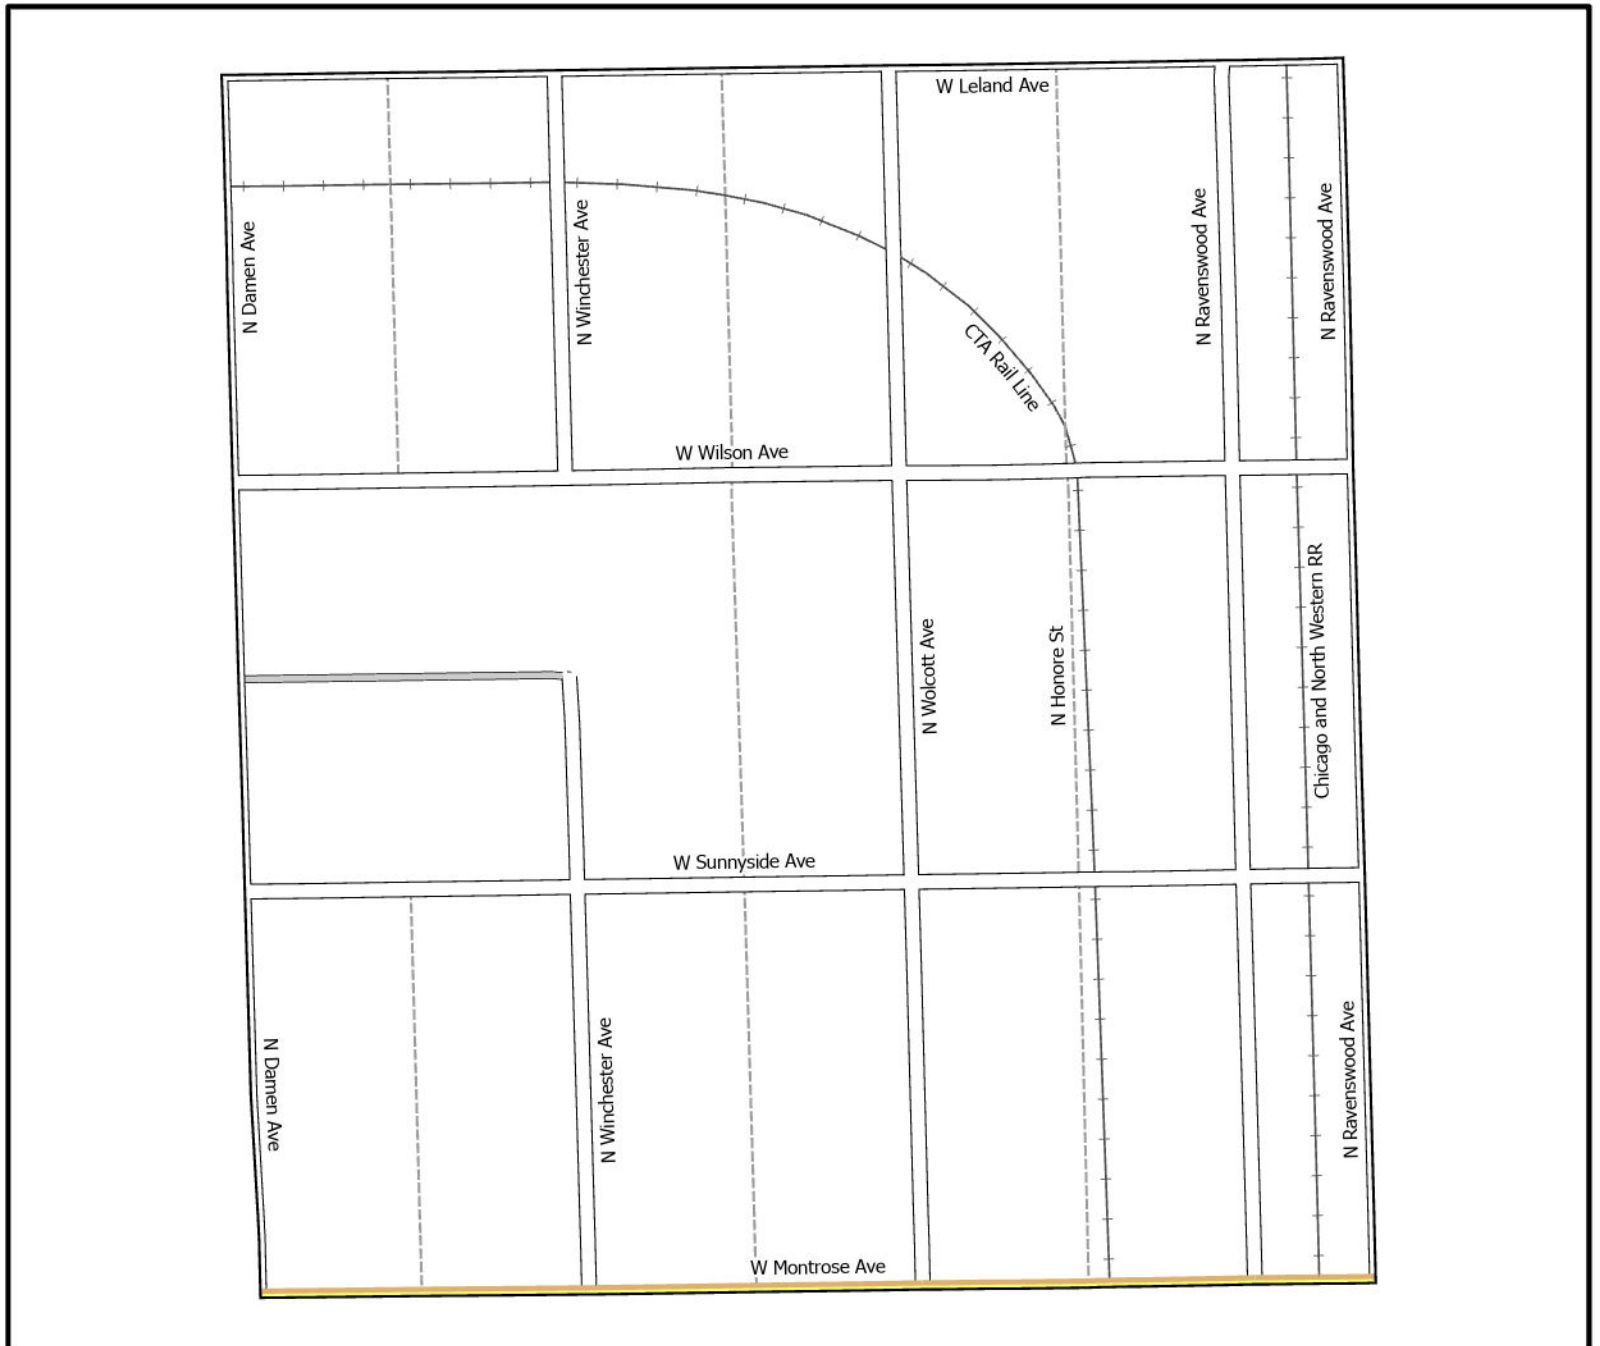 W Leland Ave
N Damen Ave
N Winchester Ave
N Ravenswood Ave
N Ravenswood Ave
CTA Rail Line
W Wilson Ave
N Wolcott Ave
N Honore St
Chicago and North Western RR
W Sunnyside Ave
N Damen Ave
N Winchester Ave
N Ravenswood Ave
W Montrose Ave